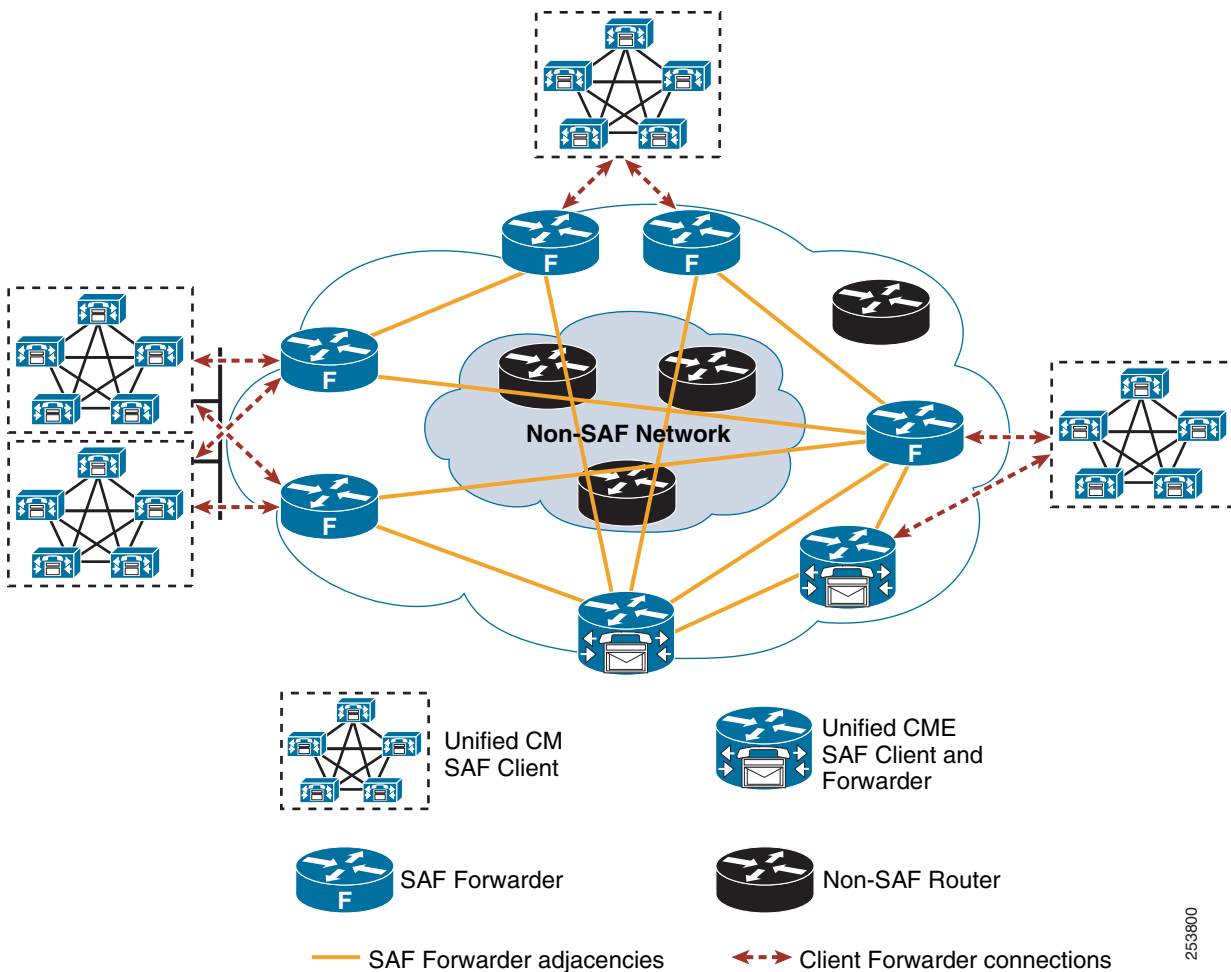 F
F
F
F
Non-SAF Network
F
Unified CM
SAF Client
Unified CME
SAF Client and
Forwarder
F
SAF Forwarder
Non-SAF Router
SAF Forwarder adjacencies
Client Forwarder connections
253800